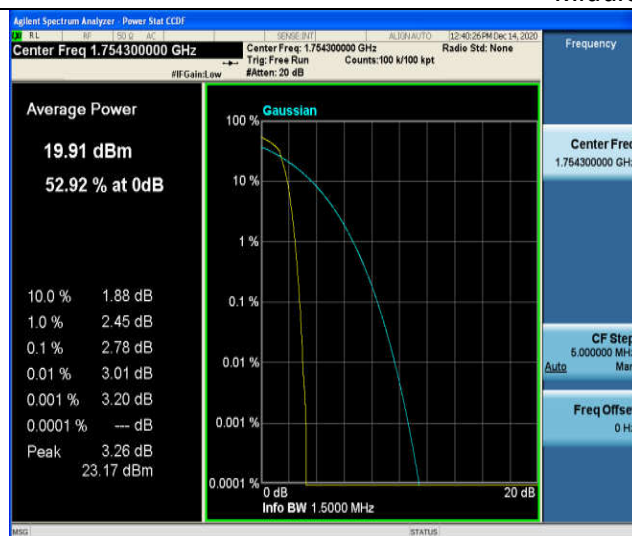 Agilent Spectrum Analyzer - Power Stat CCDF
RL RF 50 Ω AC SENSE:INT ALIGN AUTO 12:40:26 PM Dec 14, 2020
Center Freq 1.754300000 GHz
Center Freq: 1.754300000 GHz
Radio Std: None
Trig: Free Run Counts:100 k/100 kpt
#IFGain:Low #Atten: 20 dB
Frequency
Average Power
19.91 dBm
52.92 % at 0dB
10.0 % 1.88 dB
1.0 % 2.45 dB
0.1 % 2.78 dB
0.01 % 3.01 dB
0.001 % 3.20 dB
0.0001 % --- dB
Peak 3.26 dB
23.17 dBm
Gaussian
100 %
10 %
1 %
0.1 %
0.01 %
0.001 %
0.0001 %
0 dB 20 dB
Info BW 1.5000 MHz
Center Freq
1.754300000 GHz
CF Step
5.000000 MHz
Auto Man
Freq Offset
0 Hz
MSG STATUS